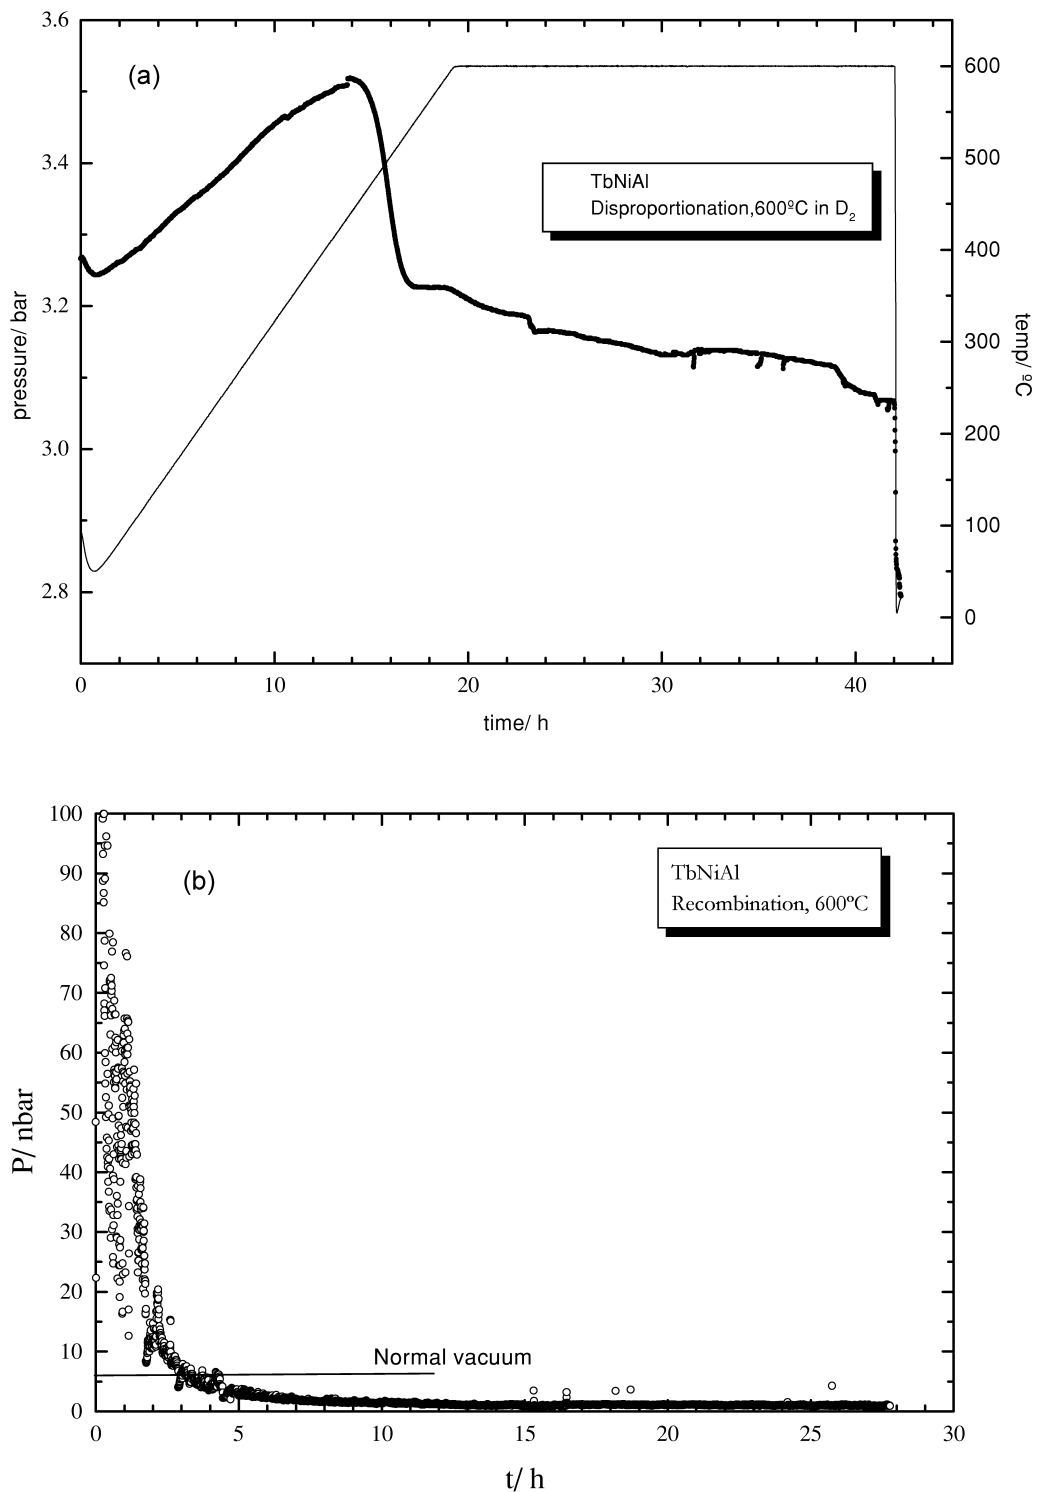 3.6
3.4
3.2
3.0
2.8
pressure/ bar
(a)
TbNiAl
Disproportionation,600ºC in D2
600
500
400
300
200
100
0
temp/ ºC
0 10 20 30 40
time/ h
100
90
80
70
60
50
40
30
20
10
0
P/ nbar
(b)
TbNiAl
Recombination, 600ºC
Normal vacuum
0 5 10 15 20 25 30
t/ h